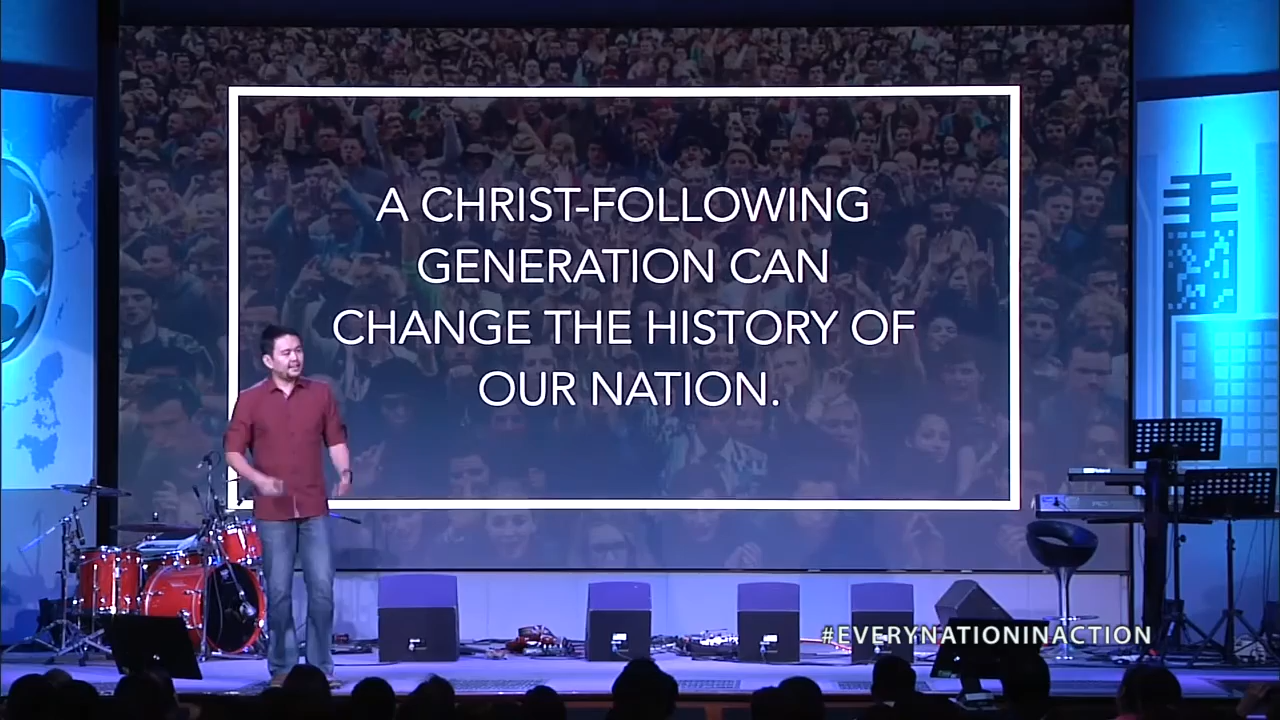 A CHRIST-FOLLOWING
GENERATION CAN
CHANGE THE HISTORY OF
OUR NATION.
#EVERYNATIONINACTION